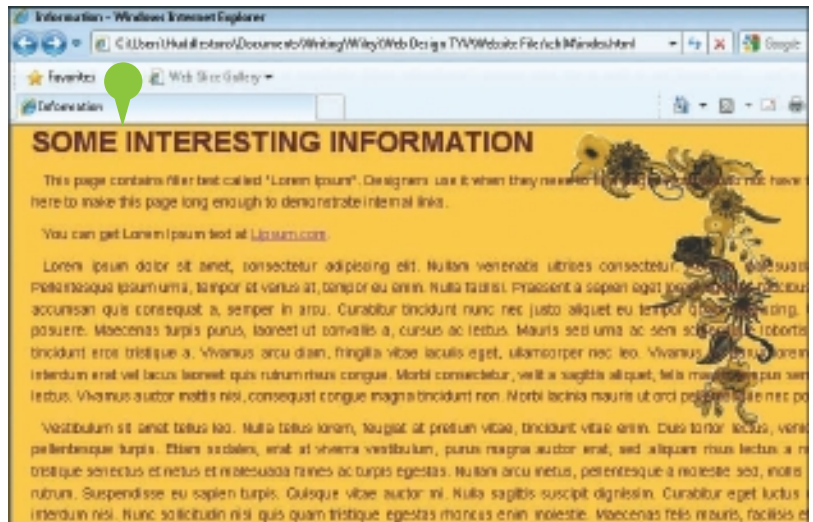 Information - Windows Internet Explorer
Google
Favorites Web Slice Gallery
Information
SOME INTERESTING INFORMATION
This page contains filler text called "Lorem Ipsum". Designers use it when they need to not have
here to make this page long enough to demonstrate internal links.
You can get Lorem Ipsum text at Lipsum.com.
Lorem ipsum dolor sit amet, consectetur adipiscing elit. Nullam venenatis ultrices consectetur.
Pellentesque ipsum urna, tempor et varius at, tempor eu enim. Nulla facilisi. Praesent a sapien eget
accumsan quis consequat a, semper in arcu. Curabitur tincidunt nunc nec justo aliquet eu tempor
posuere. Maecenas turpis purus, laoreet ut convallis a, cursus ac lectus. Mauris sed urna ac sem lobortis
tincidunt eros tristique a. Vivamus arcu diam, fringilla vitae iaculis eget, ullamcorper nec leo. Vivamus
interdum erat vel lacus laoreet quis rutrum risus congue. Morbi consectetur, velit a sagittis aliquet, felis
lectus. Vivamus auctor mattis nisi, consequat congue magna tincidunt non. Morbi lacinia mauris ut orci nec
Vestibulum sit amet tellus leo. Nulla tellus lorem, feugiat at pretium vitae, tincidunt vitae enim. Duis tortor lectus,
pellentesque turpis. Etiam sodales, erat at viverra vestibulum, purus magna auctor erat, sed aliquam risus lectus a
tristique senectus et netus et malesuada fames ac turpis egestas. Nullam arcu metus, pellentesque a molestie sed,
rutrum. Suspendisse eu sapien turpis. Quisque vitae auctor mi. Nulla sagittis suscipit dignissim. Curabitur eget luctus
interdum nisi. Nunc sollicitudin nisi quis quam tristique egestas rhoncus enim molestie. Maecenas felis mauris, facilisis